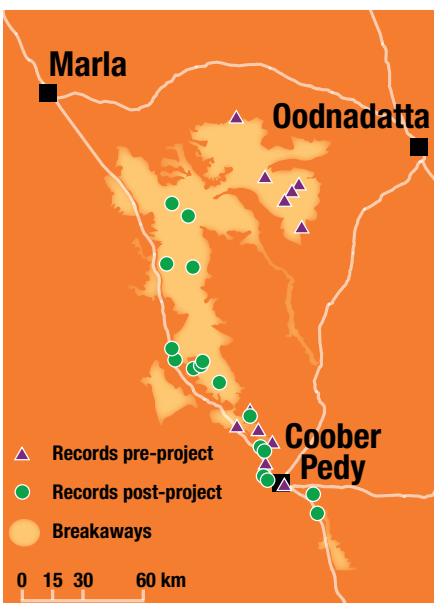 Marla
Oodnadatta
Coober
Pedy
Records pre-project
Records post-project
Breakaways
0 15 30 60 km